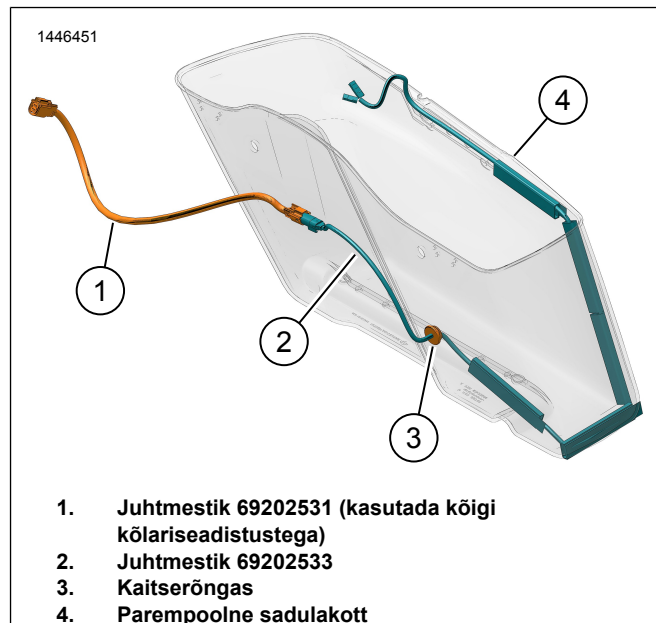 1446451
4
1
2
3
1. Juhtmestik 69202531 (kasutada kõigi
kõlariseadistustega)
2. Juhtmestik 69202533
3. Kaitserõngas
4. Parempoolne sadulakott